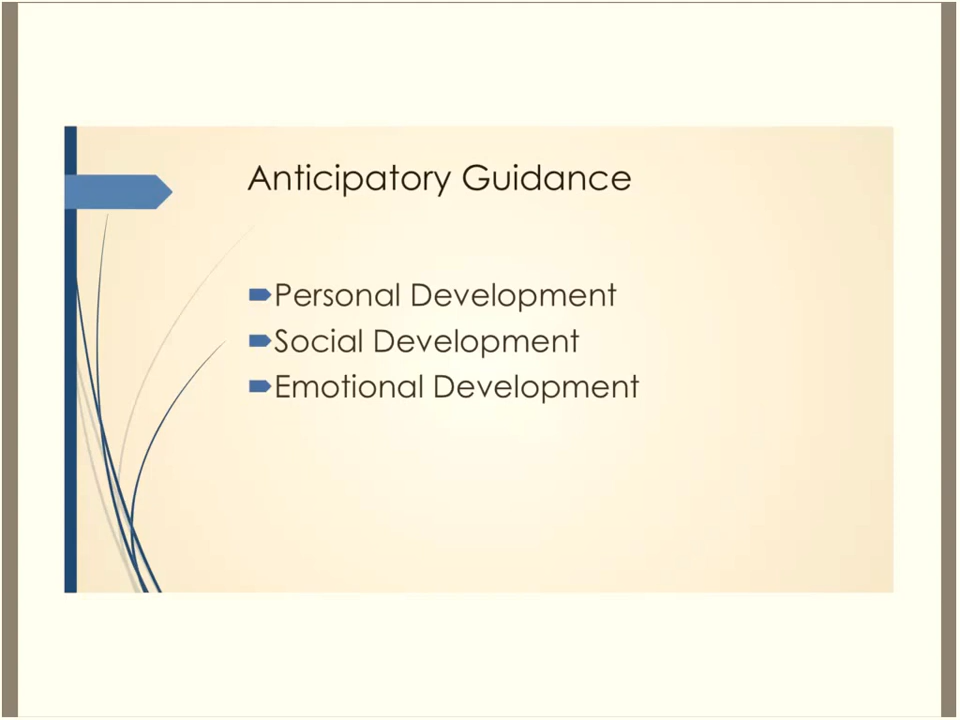 Anticipatory Guidance
Personal Development
Social Development
Emotional Development